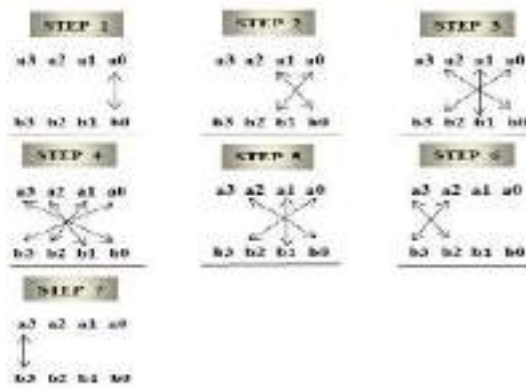 STEP 1
a3 a2 a1 a0
b3 b2 b1 b0
STEP 2
a3 a2 a1 a0
b3 b2 b1 b0
STEP 3
a3 a2 a1 a0
b3 b2 b1 b0
STEP 4
a3 a2 a1 a0
b3 b2 b1 b0
STEP 5
a3 a2 a1 a0
b3 b2 b1 b0
STEP 6
a3 a2 a1 a0
b3 b2 b1 b0
STEP 7
a3 a2 a1 a0
b3 b2 b1 b0